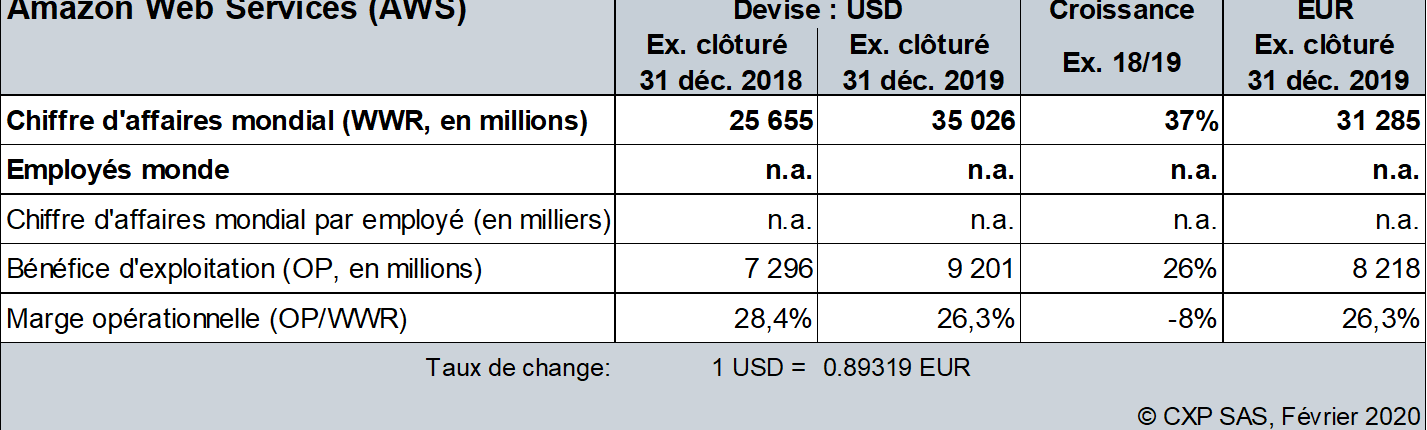 Amazon Web Services (AWS) Devise : USD Croissance EUR
Ex. clôturé Ex. clôturé Ex. 18/19 Ex. clôturé
31 déc. 2018 31 déc. 2019 31 déc. 2019
Chiffre d'affaires mondial (WWR, en millions) 25 655 35 026 37% 31 285
Employés monde n.a. n.a. n.a. n.a.
Chiffre d'affaires mondial par employé (en milliers) n.a. n.a. n.a. n.a.
Bénéfice d'exploitation (OP, en millions) 7 296 9 201 26% 8 218
Marge opérationnelle (OP/WWR) 28,4% 26,3% -8% 26,3%
Taux de change: 1 USD = 0.89319 EUR
© CXP SAS, Février 2020